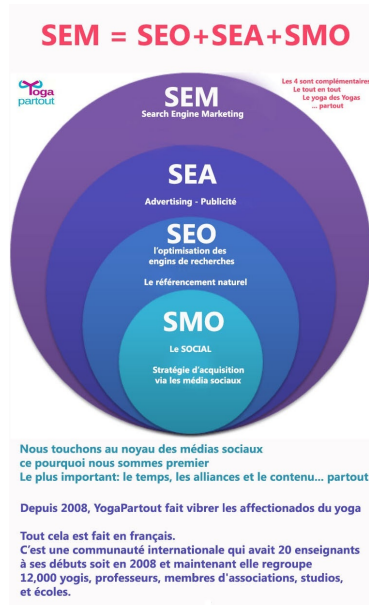 SEM = SEO+SEA+SMO
Yoga
partout
Les 4 sont complémentaires
Le tout en tout
Le yoga des Yogas
... partout
SEM
Search Engine Marketing
SEA
Advertising - Publicité
SEO
l'optimisation des
engins de recherches
Le référencement naturel
SMO
Le SOCIAL
Stratégie d'acquisition
via les média sociaux
Nous touchons au noyau des médias sociaux
ce pourquoi nous sommes premier
Le plus important: le temps, les alliances et le contenu... partout
Depuis 2008, YogaPartout fait vibrer les affectionados du yoga
Tout cela est fait en français.
C'est une communauté internationale qui avait 20 enseignants
à ses débuts soit en 2008 et maintenant elle regroupe
12,000 yogis, professeurs, membres d'associations, studios,
et écoles.